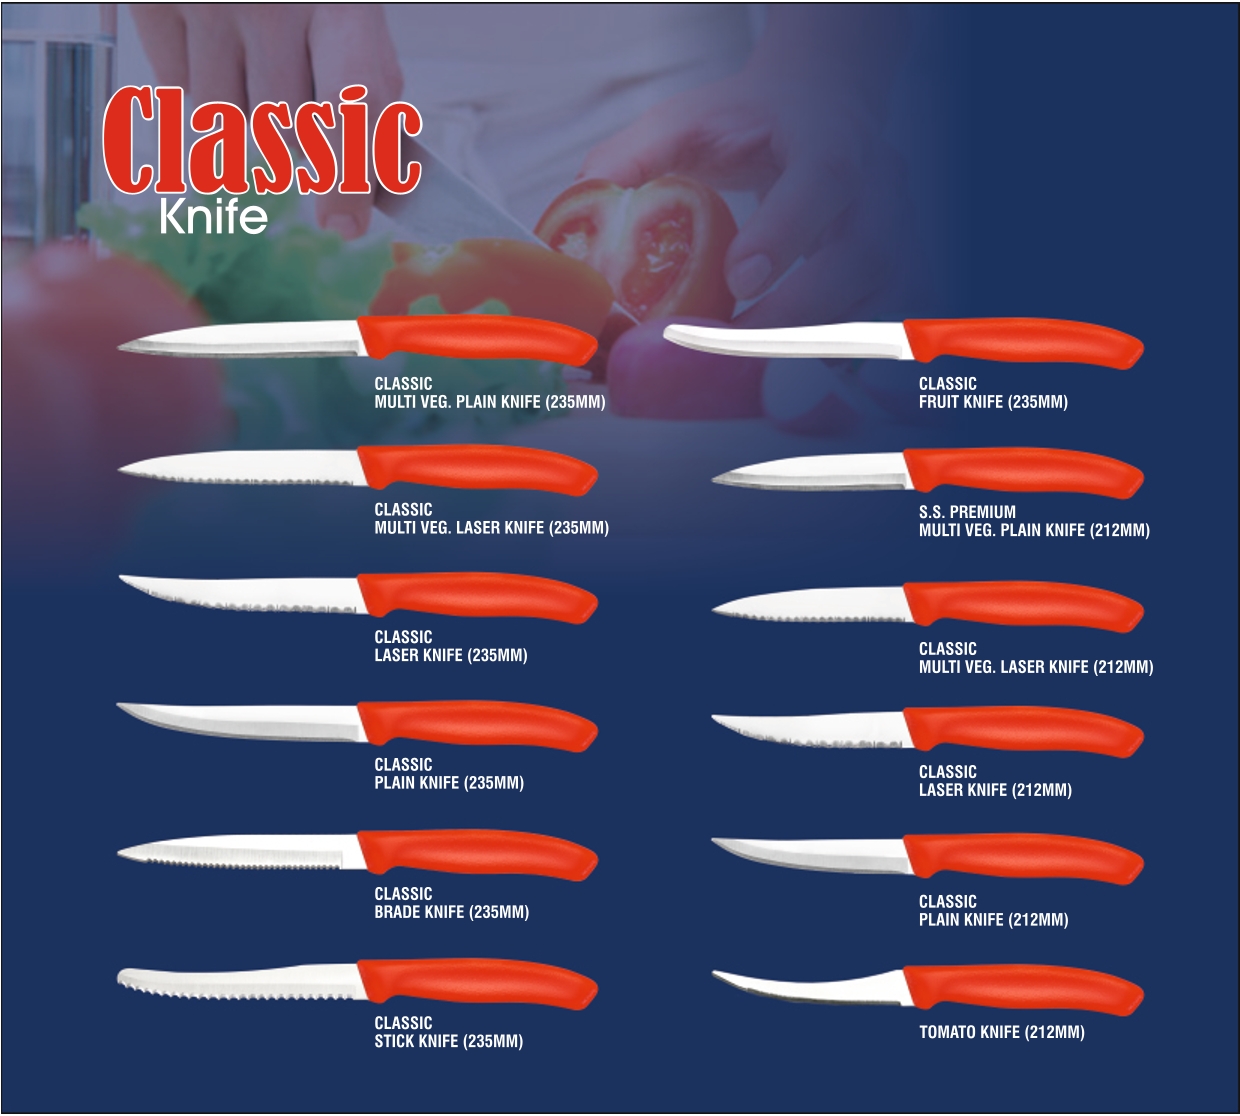 Classic
Knife
CLASSIC
MULTI VEG. PLAIN KNIFE (235MM)
CLASSIC
MULTI VEG. LASER KNIFE (235MM)
CLASSIC
LASER KNIFE (235MM)
CLASSIC
PLAIN KNIFE (235MM)
CLASSIC
BRADE KNIFE (235MM)
CLASSIC
STICK KNIFE (235MM)
CLASSIC
FRUIT KNIFE (235MM)
S.S. PREMIUM
MULTI VEG. PLAIN KNIFE (212MM)
CLASSIC
MULTI VEG. LASER KNIFE (212MM)
CLASSIC
LASER KNIFE (212MM)
CLASSIC
PLAIN KNIFE (212MM)
TOMATO KNIFE (212MM)